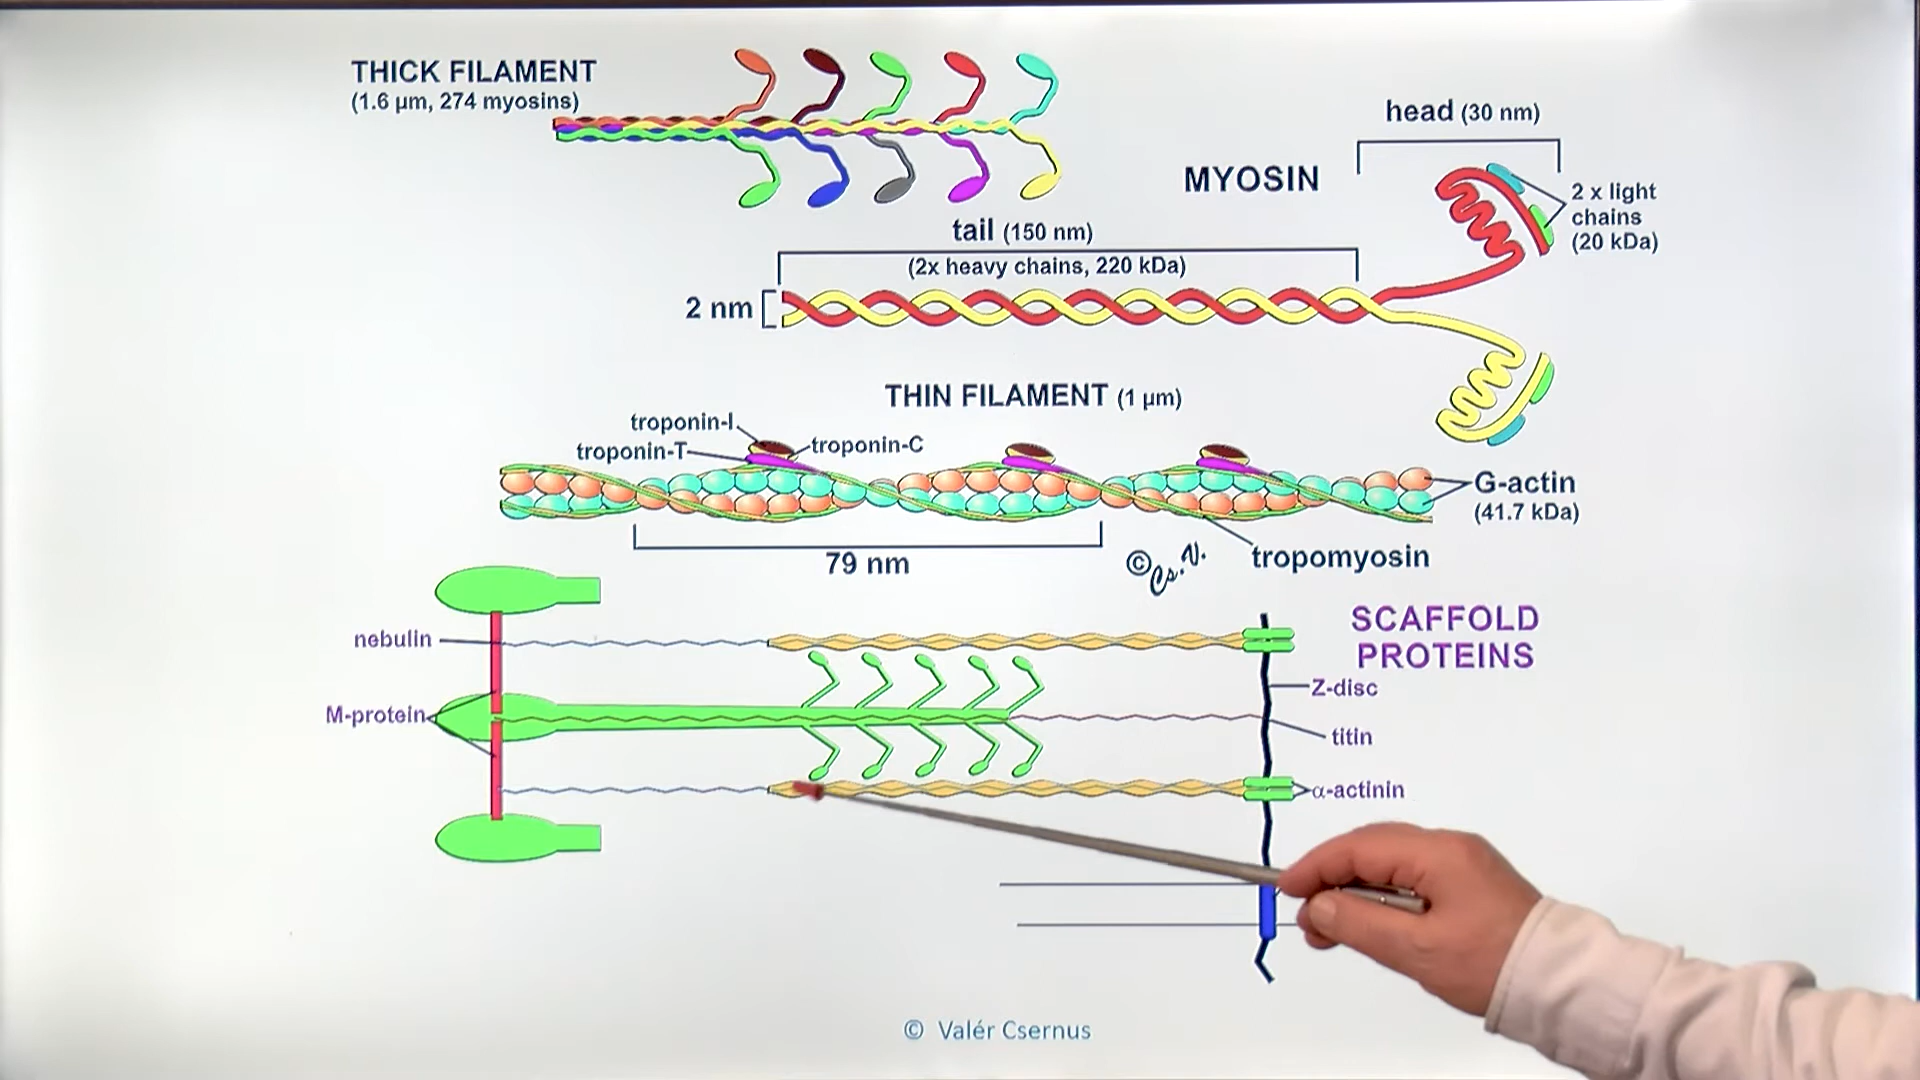 THICK FILAMENT
(1.6 µm, 274 myosins)
head (30 nm)
MYOSIN
2 x light
chains
(20 kDa)
tail (150 nm)
(2x heavy chains, 220 kDa)
2 nm
THIN FILAMENT (1 µm)
troponin-I
troponin-T
troponin-C
G-actin
(41.7 kDa)
79 nm
© Cs.V.
tropomyosin
SCAFFOLD
PROTEINS
nebulin
Z-disc
M-protein
titin
α-actinin
© Valér Csernus